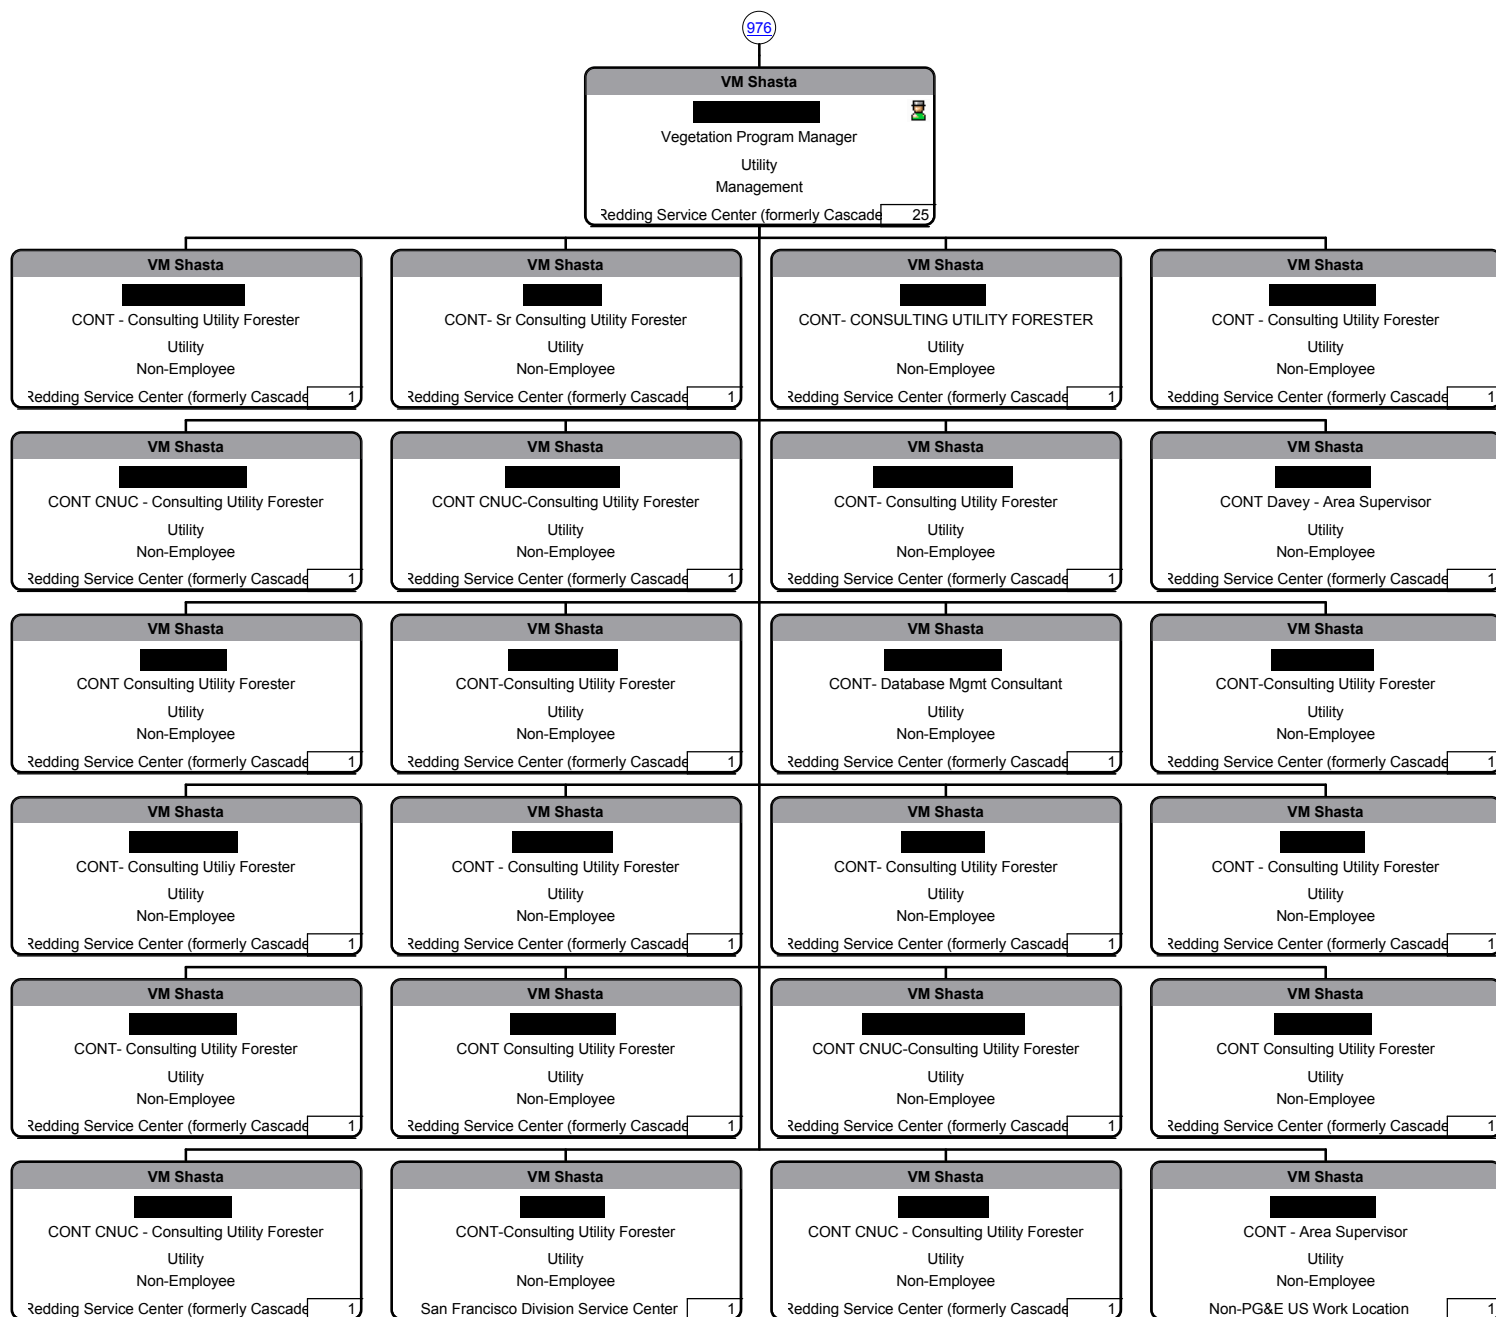 976
VM Shasta
Vegetation Program Manager
Utility
Management
Redding Service Center (formerly Cascade 25
VM Shasta
CONT - Consulting Utility Forester
Utility
Non-Employee
Redding Service Center (formerly Cascade 1
VM Shasta
CONT- Sr Consulting Utility Forester
Utility
Non-Employee
Redding Service Center (formerly Cascade 1
VM Shasta
CONT- CONSULTING UTILITY FORESTER
Utility
Non-Employee
Redding Service Center (formerly Cascade 1
VM Shasta
CONT - Consulting Utility Forester
Utility
Non-Employee
Redding Service Center (formerly Cascade 1
VM Shasta
CONT CNUC - Consulting Utility Forester
Utility
Non-Employee
Redding Service Center (formerly Cascade 1
VM Shasta
CONT CNUC-Consulting Utility Forester
Utility
Non-Employee
Redding Service Center (formerly Cascade 1
VM Shasta
CONT- Consulting Utility Forester
Utility
Non-Employee
Redding Service Center (formerly Cascade 1
VM Shasta
CONT Davey - Area Supervisor
Utility
Non-Employee
Redding Service Center (formerly Cascade 1
VM Shasta
CONT Consulting Utility Forester
Utility
Non-Employee
Redding Service Center (formerly Cascade 1
VM Shasta
CONT-Consulting Utility Forester
Utility
Non-Employee
Redding Service Center (formerly Cascade 1
VM Shasta
CONT- Database Mgmt Consultant
Utility
Non-Employee
Redding Service Center (formerly Cascade 1
VM Shasta
CONT-Consulting Utility Forester
Utility
Non-Employee
Redding Service Center (formerly Cascade 1
VM Shasta
CONT- Consulting Utiliy Forester
Utility
Non-Employee
Redding Service Center (formerly Cascade 1
VM Shasta
CONT - Consulting Utility Forester
Utility
Non-Employee
Redding Service Center (formerly Cascade 1
VM Shasta
CONT- Consulting Utility Forester
Utility
Non-Employee
Redding Service Center (formerly Cascade 1
VM Shasta
CONT - Consulting Utility Forester
Utility
Non-Employee
Redding Service Center (formerly Cascade 1
VM Shasta
CONT- Consulting Utility Forester
Utility
Non-Employee
Redding Service Center (formerly Cascade 1
VM Shasta
CONT Consulting Utility Forester
Utility
Non-Employee
Redding Service Center (formerly Cascade 1
VM Shasta
CONT CNUC-Consulting Utility Forester
Utility
Non-Employee
Redding Service Center (formerly Cascade 1
VM Shasta
CONT Consulting Utility Forester
Utility
Non-Employee
Redding Service Center (formerly Cascade 1
VM Shasta
CONT CNUC - Consulting Utility Forester
Utility
Non-Employee
Redding Service Center (formerly Cascade 1
VM Shasta
CONT-Consulting Utility Forester
Utility
Non-Employee
San Francisco Division Service Center 1
VM Shasta
CONT CNUC - Consulting Utility Forester
Utility
Non-Employee
Redding Service Center (formerly Cascade 1
VM Shasta
CONT - Area Supervisor
Utility
Non-Employee
Non-PG&E US Work Location 1